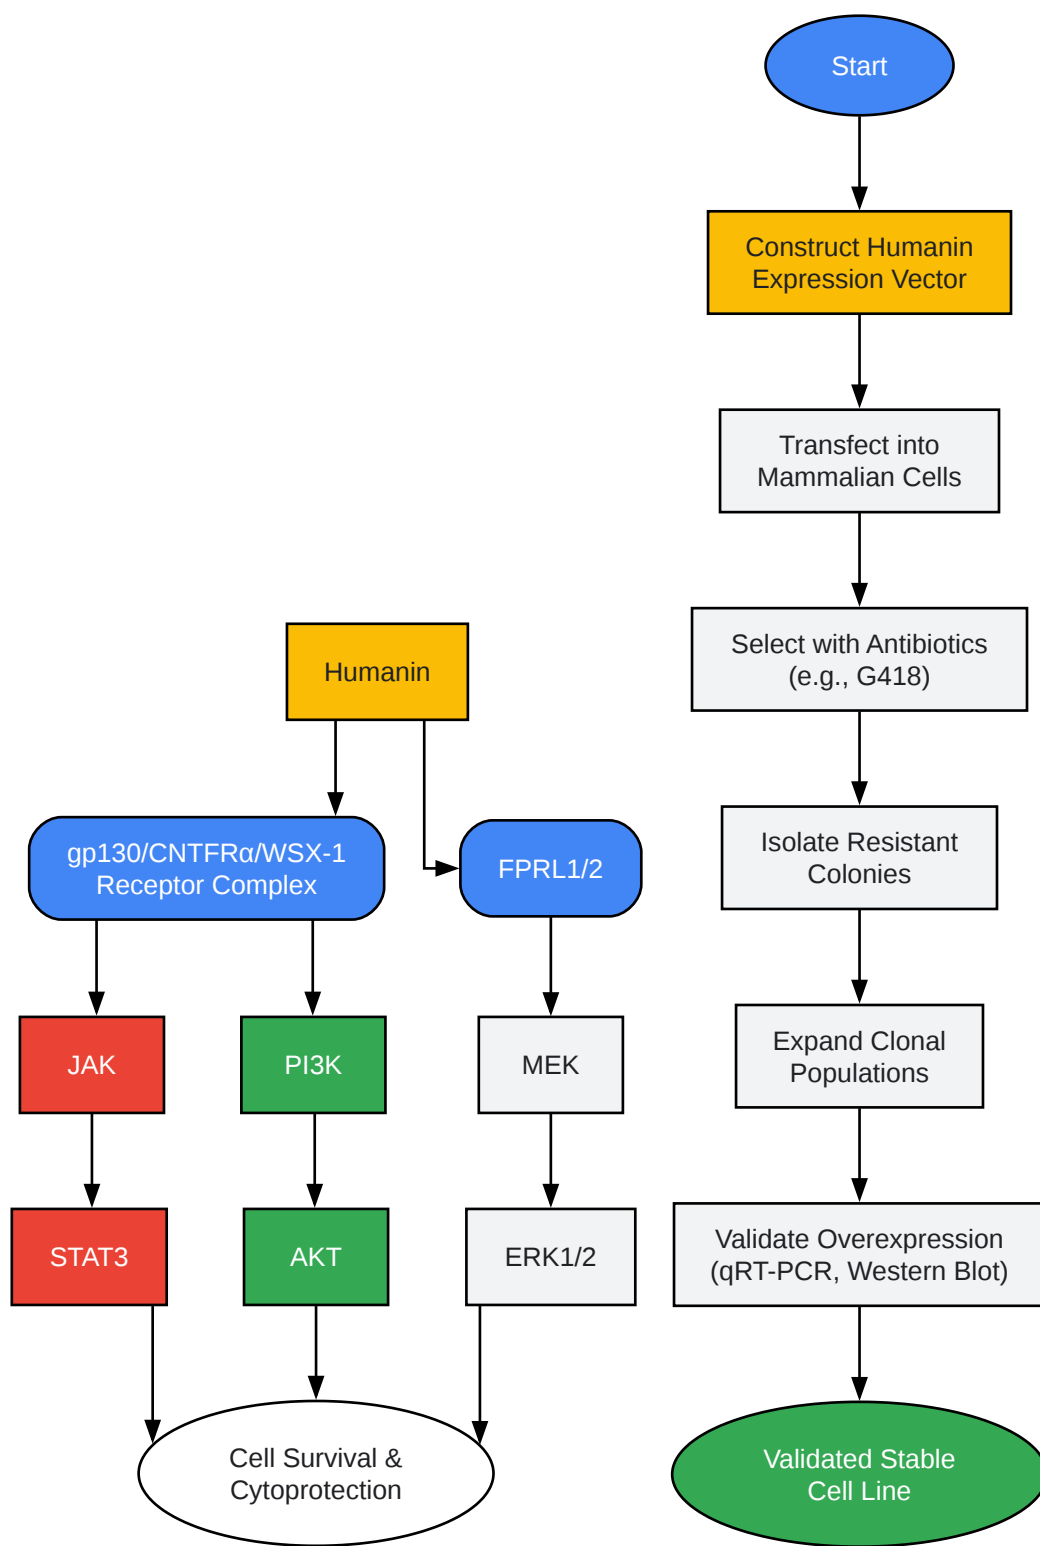 Start
Construct Humanin
Expression Vector
Transfect into
Mammalian Cells
Select with Antibiotics
(e.g., G418)
Isolate Resistant
Colonies
Expand Clonal
Populations
Validate Overexpression
(qRT-PCR, Western Blot)
Validated Stable
Cell Line
Humanin
gp130/CNTFRα/WSX-1
Receptor Complex
FPRL1/2
JAK
PI3K
MEK
STAT3
AKT
ERK1/2
Cell Survival &
Cytoprotection